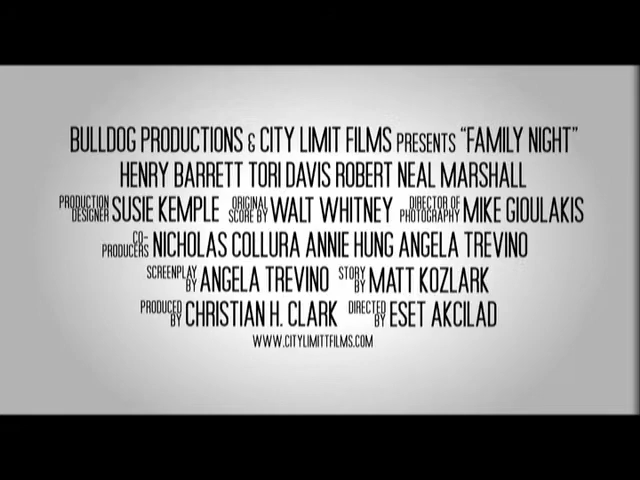 BULLDOG PRODUCTIONS & CITY LIMIT FILMS PRESENTS "FAMILY NIGHT"
HENRY BARRETT TORI DAVIS ROBERT NEAL MARSHALL
PRODUCTION DESIGNER SUSIE KEMPLE ORIGINAL SCORE BY WALT WHITNEY DIRECTOR OF PHOTOGRAPHY MIKE GIOULAKIS
CO-PRODUCERS NICHOLAS COLLURA ANNIE HUNG ANGELA TREVINO
SCREENPLAY BY ANGELA TREVINO STORY BY MATT KOZLARK
PRODUCED BY CHRISTIAN H. CLARK DIRECTED BY ESET AKCILAD
WWW.CITYLIMITTFILMS.COM